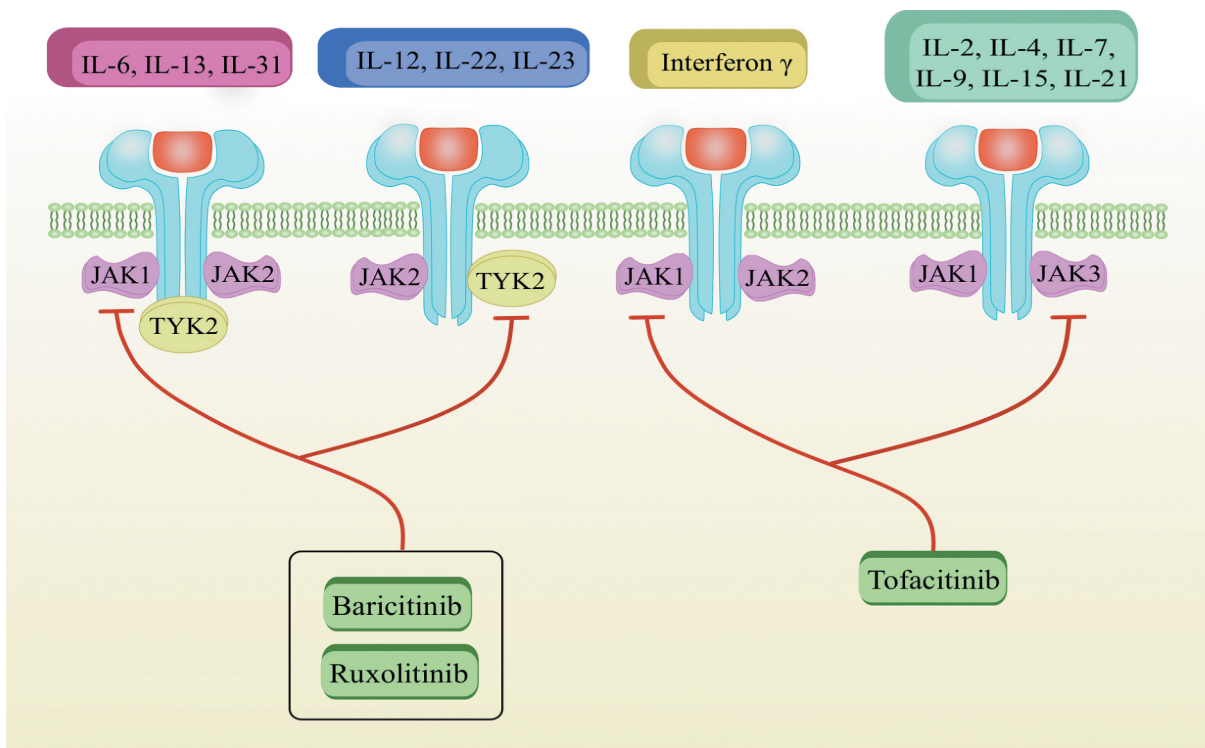 IL-6, IL-13, IL-31
IL-12, IL-22, IL-23
Interferon γ
IL-2, IL-4, IL-7,
IL-9, IL-15, IL-21
JAK1
JAK2
TYK2
JAK2
TYK2
JAK1
JAK2
JAK1
JAK3
Baricitinib
Ruxolitinib
Tofacitinib